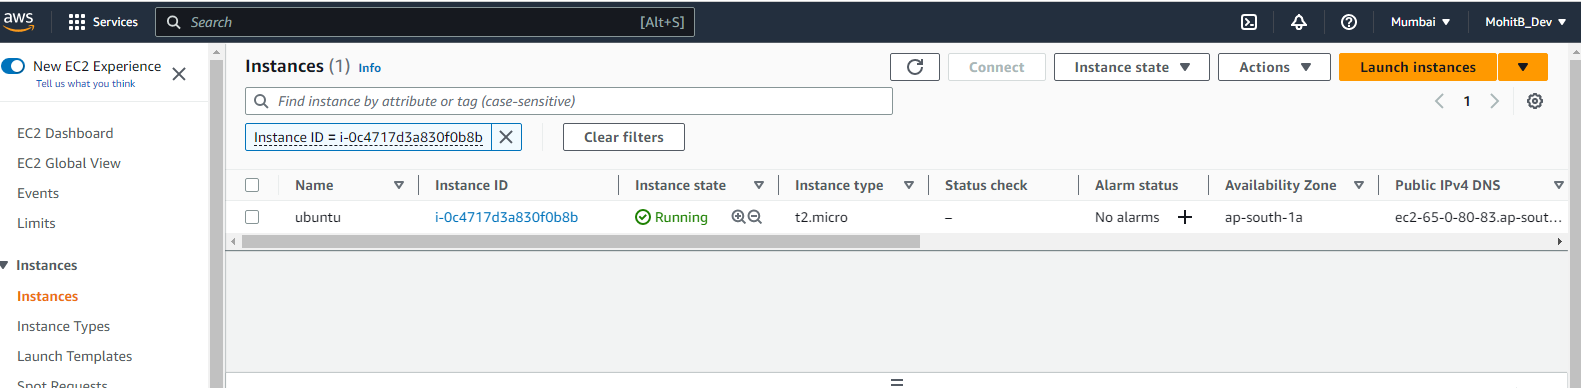 aws Services Search [Alt+S] Mumbai MohitB_Dev
New EC2 Experience
Tell us what you think
EC2 Dashboard
EC2 Global View
Events
Limits
Instances
Instances
Instance Types
Launch Templates
Spot Requests
Instances (1) Info Connect Instance state Actions Launch instances
Find instance by attribute or tag (case-sensitive) 1
Instance ID = i-0c4717d3a830f0b8b Clear filters
Name Instance ID Instance state Instance type Status check Alarm status Availability Zone Public IPv4 DNS
ubuntu i-0c4717d3a830f0b8b Running t2.micro – No alarms + ap-south-1a ec2-65-0-80-83.ap-sout...